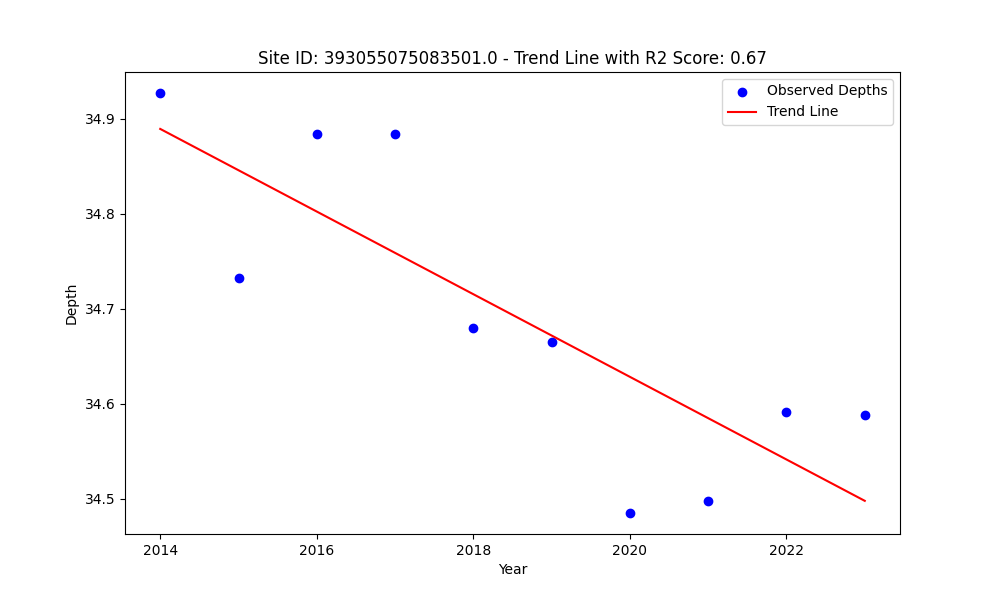 Site ID: 393055075083501.0 - Trend Line with R2 Score: 0.67
Observed Depths
Trend Line
34.9
34.8
34.7
34.6
34.5
Depth
2014
2016
2018
2020
2022
Year